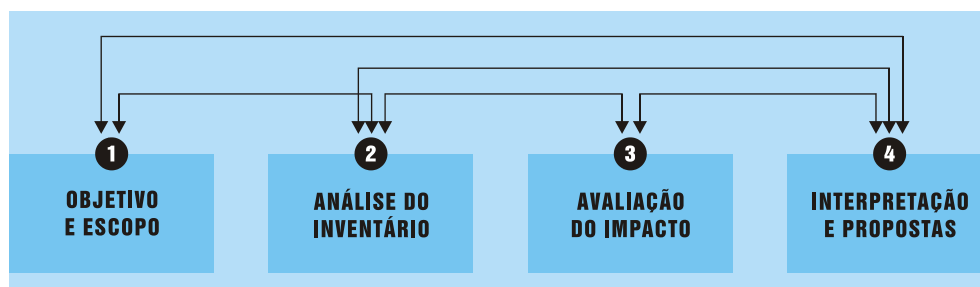 1
OBJETIVO
E ESCOPO
2
ANÁLISE DO
INVENTÁRIO
3
AVALIAÇÃO
DO IMPACTO
4
INTERPRETAÇÃO
E PROPOSTAS